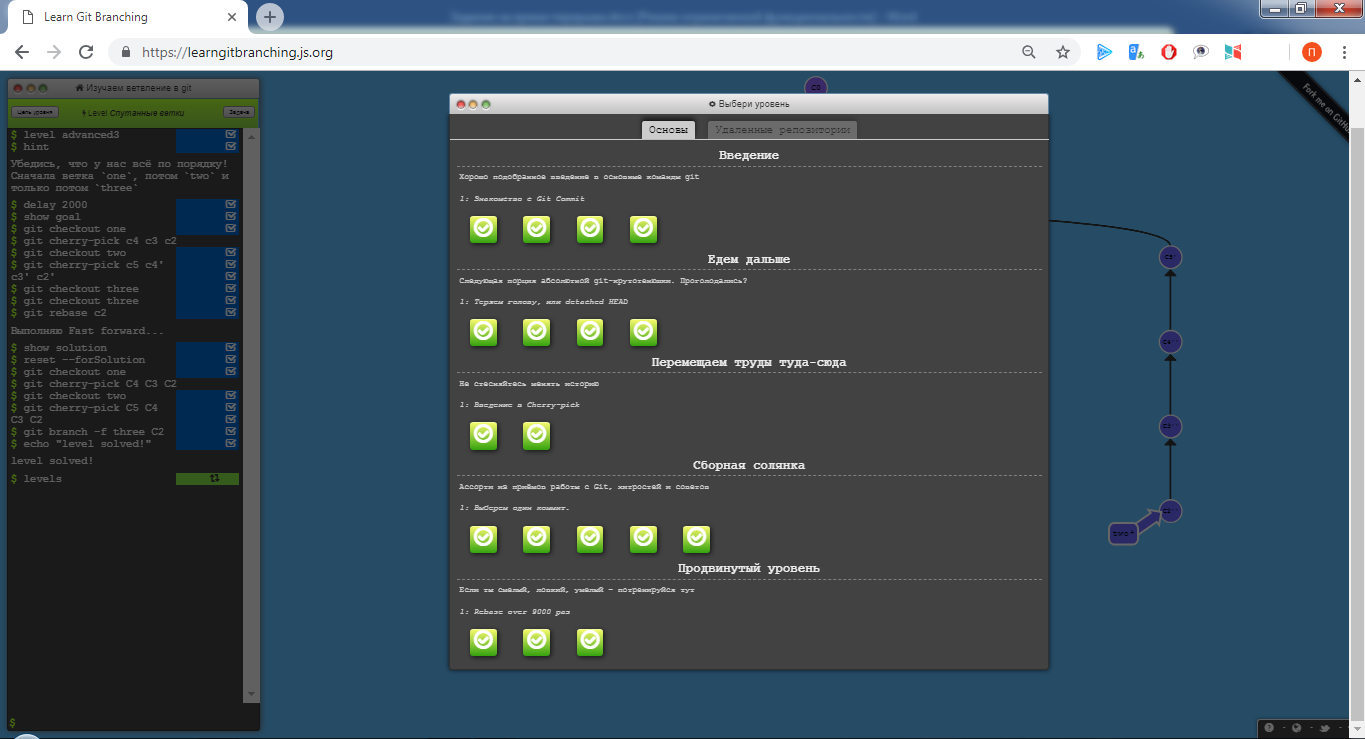 Learn Git Branching
https://learngitbranching.js.org
П
Fork me on GitHub
Изучаем ветвление в git
Цель уровня
Level Спутанные ветки
Задача
$ level advanced3
$ hint
Убедись, что у нас всё по порядку!
Сначала ветка `one`, потом `two` и
только потом `three`
$ delay 2000
$ show goal
$ git checkout one
$ git cherry-pick c4 c3 c2
$ git checkout two
$ git cherry-pick c5 c4'
c3' c2'
$ git checkout three
$ git checkout three
$ git rebase c2
Выполняю Fast forward...
$ show solution
$ reset --forSolution
$ git checkout one
$ git cherry-pick C4 C3 C2
$ git checkout two
$ git cherry-pick C5 C4
C3 C2
$ git branch -f three C2
$ echo "level solved!"
level solved!
$ levels
$
Выбери уровень
Основы
Удаленные репозитории
Введение
Хорошо подобранное введение в основные команды git
1: Знакомство с Git Commit
Едем дальше
Следующая порция абсолютной git-крутотенюшки. Проголодались?
1: Теряем голову, или detached HEAD
Перемещаем труды туда-сюда
Не стесняйтесь менять историю
1: Введение в Cherry-pick
Сборная солянка
Ассорти из приёмов работы с Git, хитростей и советов
1: Выберем один коммит.
Продвинутый уровень
Если ты смелый, ловкий, умелый – потренируйся тут
1: Rebase over 9000 раз
two*